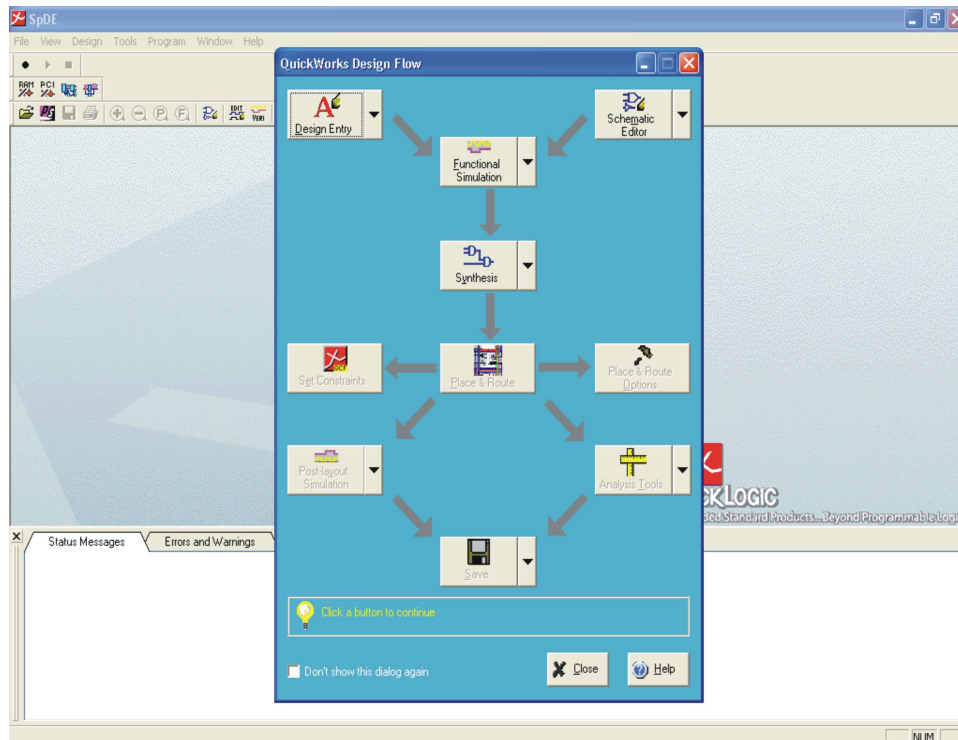 SpDE
File View Design Tools Program Window Help
RAM PCI
EDIT VERI
QuickWorks Design Flow
Design Entry
Schematic
Editor
Functional
Simulation
Synthesis
Set Constraints
Place & Route
Place & Route
Options
Post-layout
Simulation
Analysis Tools
Save
Click a button to continue
Don't show this dialog again
Close
Help
CKLOGIC
ded Standard Products...Beyond Programmable Logi
Status Messages
Errors and Warnings
NUM